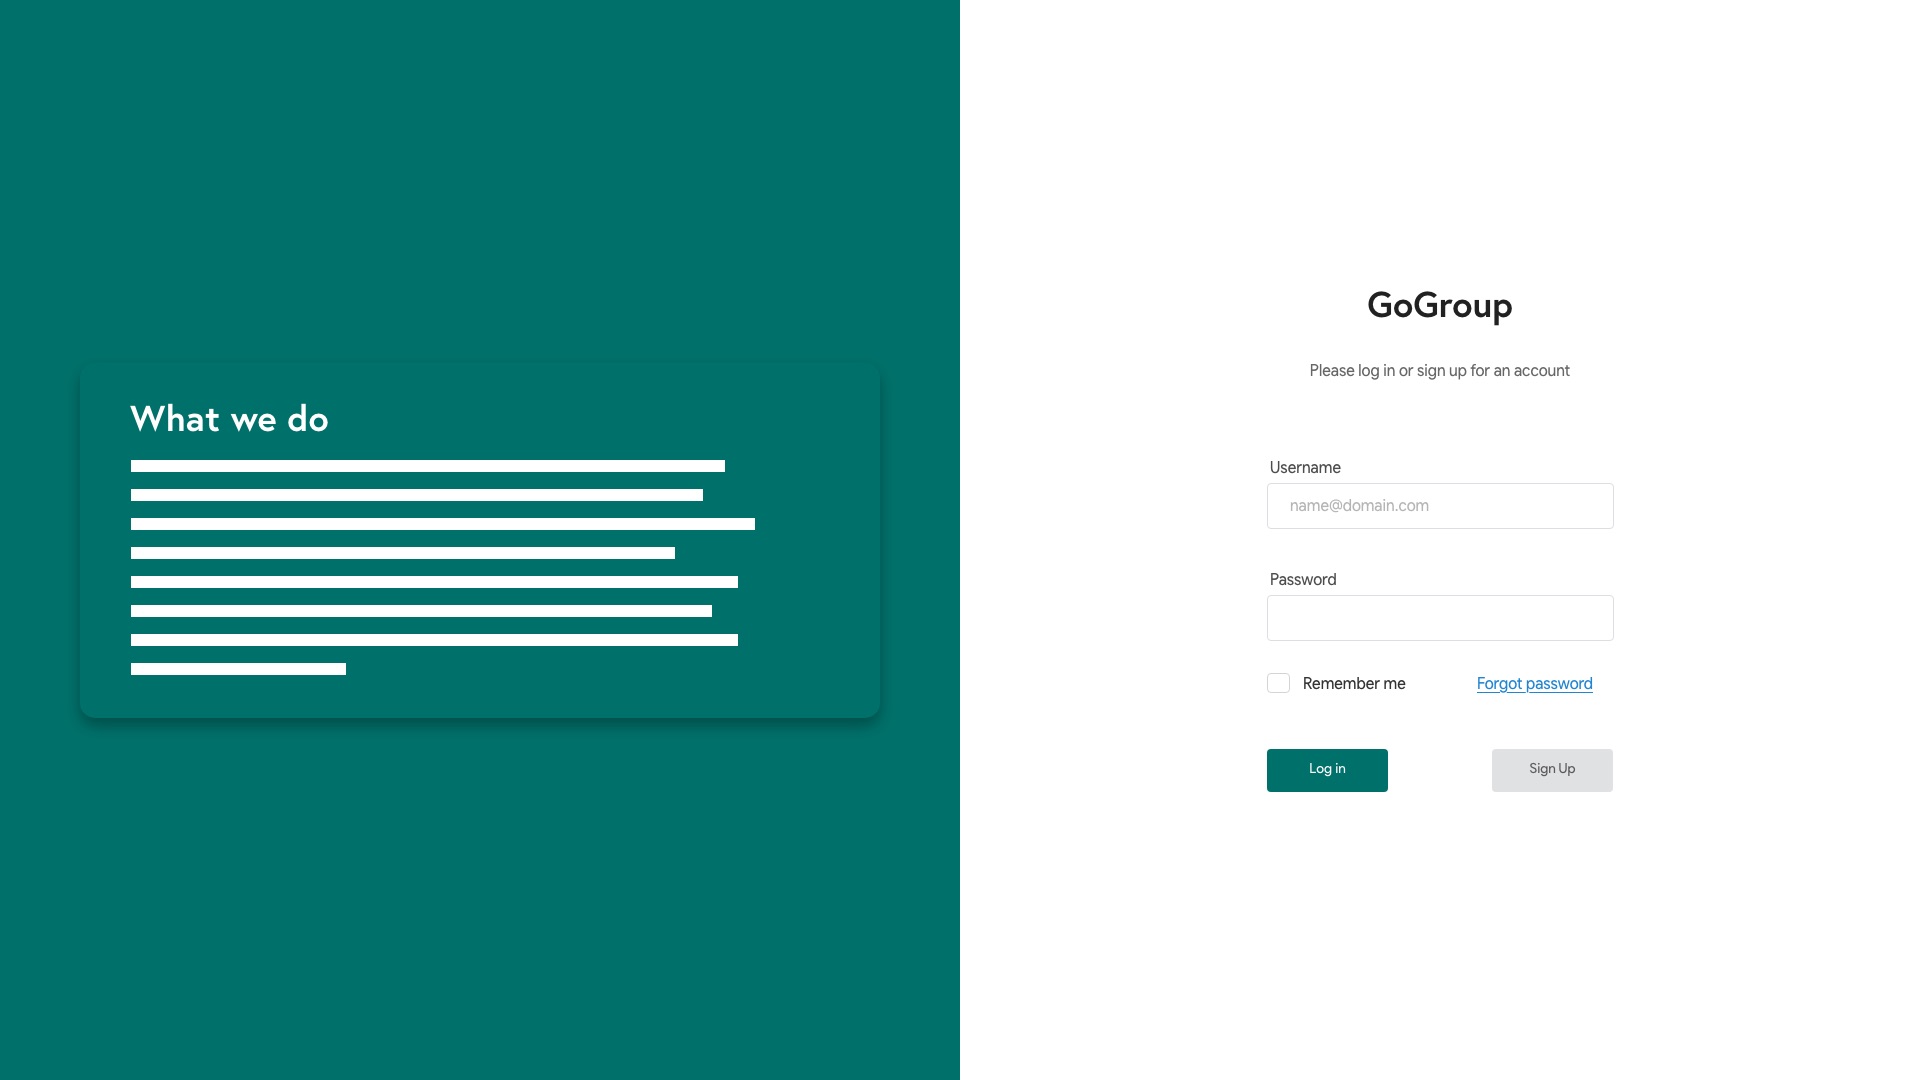 What we do
GoGroup
Please log in or sign up for an account
Username
name@domain.com
Password
Remember me
Forgot password
Log in
Sign Up